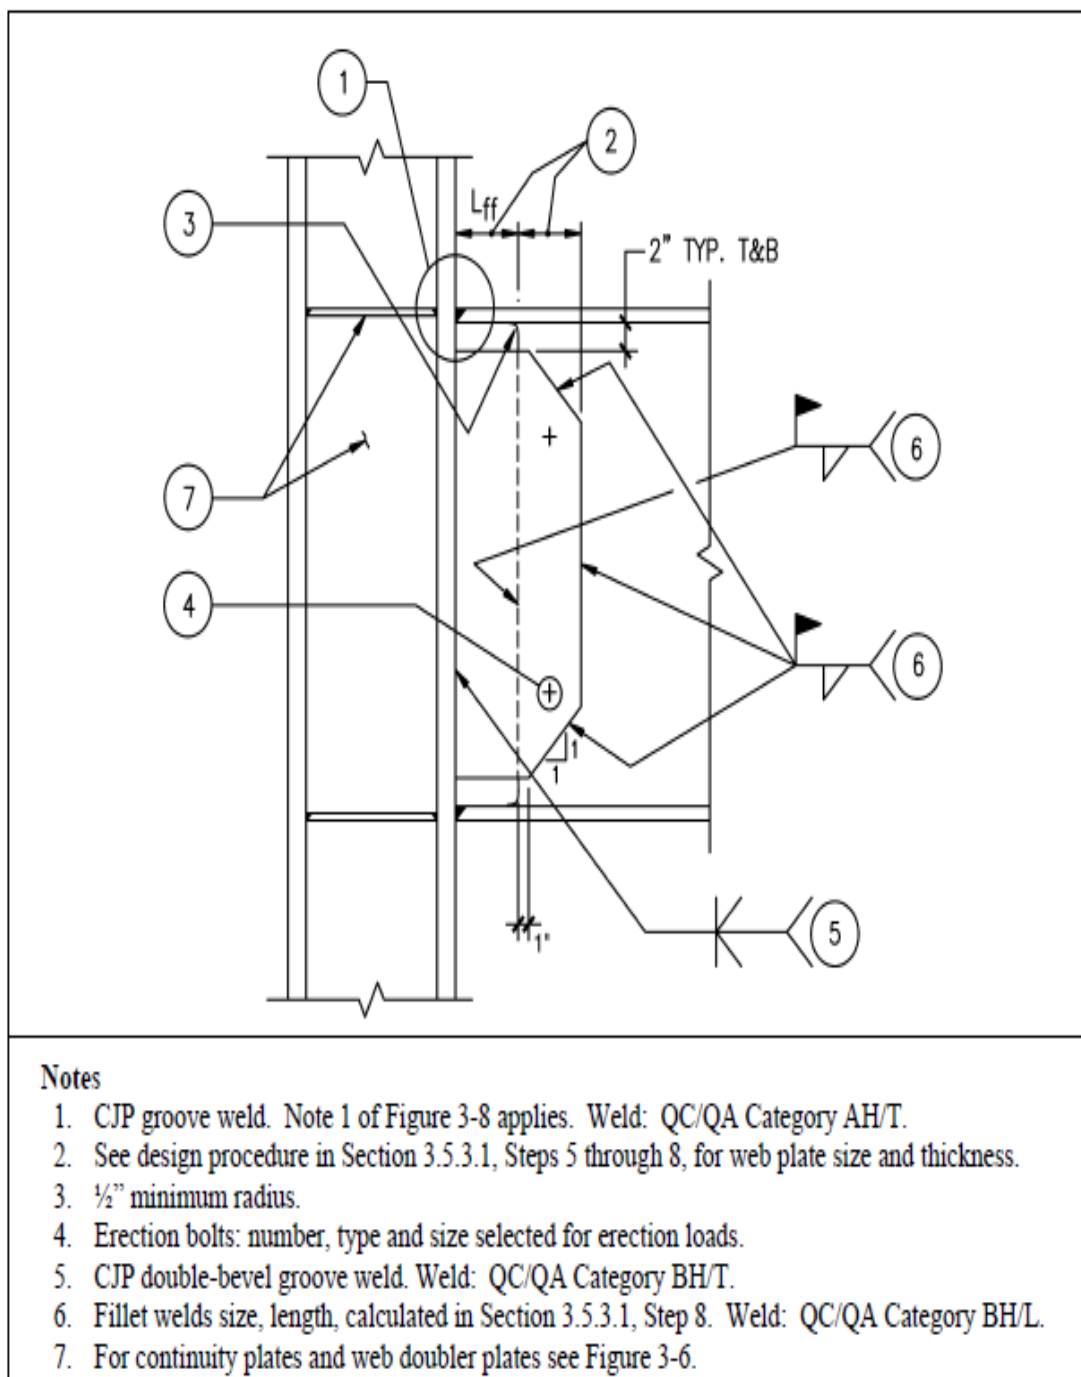 1
2
3
Lff
2" TYP. T&B
6
7
4
6
1
1
1"
5
Notes
1. CJP groove weld. Note 1 of Figure 3-8 applies. Weld: QC/QA Category AH/T.
2. See design procedure in Section 3.5.3.1, Steps 5 through 8, for web plate size and thickness.
3. ½” minimum radius.
4. Erection bolts: number, type and size selected for erection loads.
5. CJP double-bevel groove weld. Weld: QC/QA Category BH/T.
6. Fillet welds size, length, calculated in Section 3.5.3.1, Step 8. Weld: QC/QA Category BH/L.
7. For continuity plates and web doubler plates see Figure 3-6.